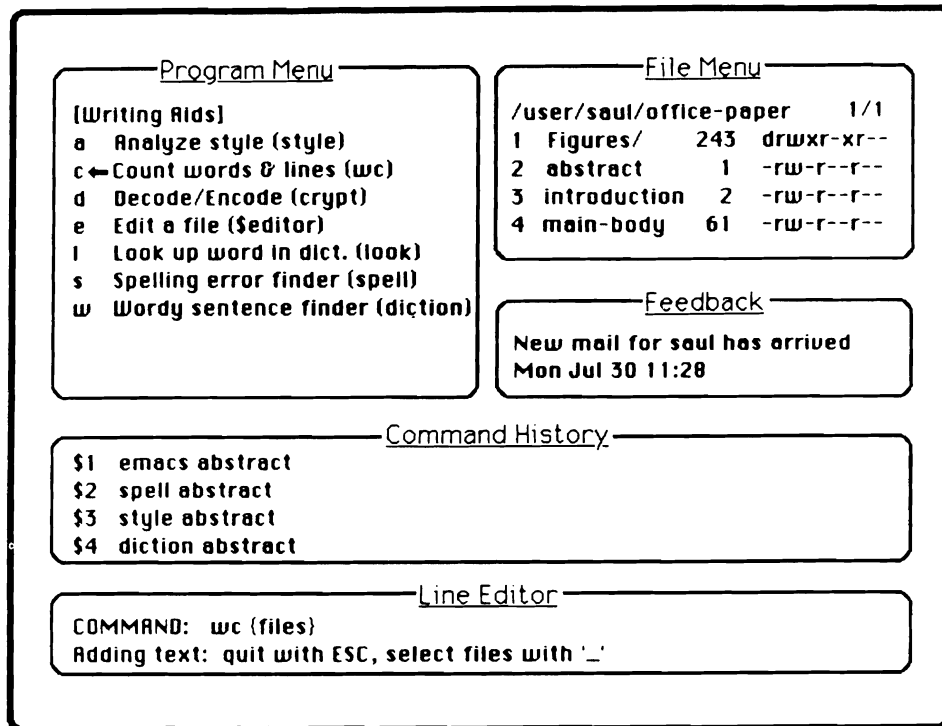 Program Menu
[Writing Aids]
a Analyze style (style)
c←Count words & lines (wc)
d Decode/Encode (crypt)
e Edit a file ($editor)
l Look up word in dict. (look)
s Spelling error finder (spell)
w Wordy sentence finder (diction)
File Menu
/user/saul/office-paper 1/1
1 Figures/ 243 drwxr-xr--
2 abstract 1 -rw-r--r--
3 introduction 2 -rw-r--r--
4 main-body 61 -rw-r--r--
Feedback
New mail for saul has arrived
Mon Jul 30 11:28
Command History
$1 emacs abstract
$2 spell abstract
$3 style abstract
$4 diction abstract
Line Editor
COMMAND: wc {files}
Adding text: quit with ESC, select files with '_'